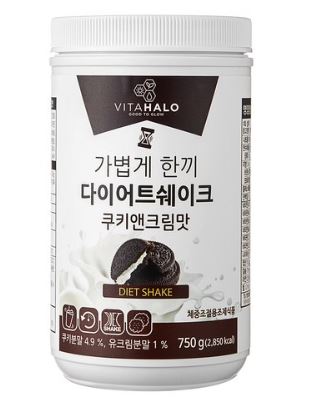 VITAHALO
GOOD TO GLOW
가볍게 한끼
다이어트쉐이크
쿠키앤크림맛
DIET SHAKE
SHAKE
체중조절용조제식품
쿠키분말 4.9 %, 유크림분말 1 %
750 g(2,850 kcal)